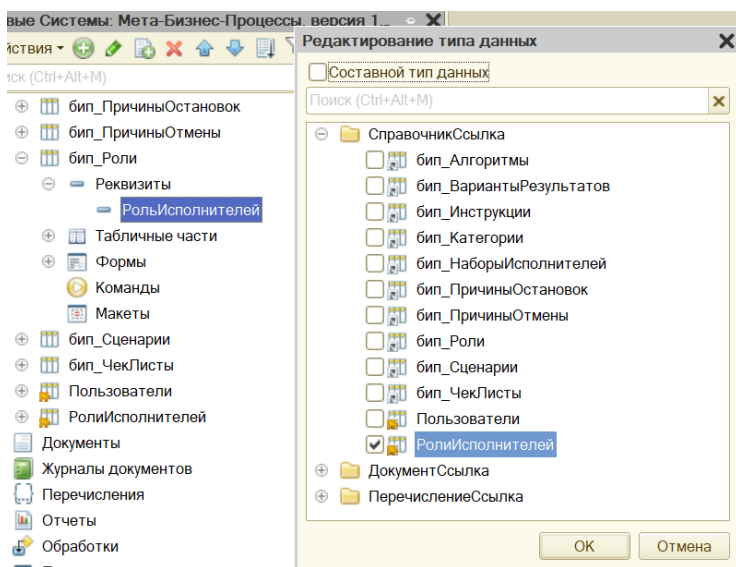 вые Системы: Мета-Бизнес-Процессы, версия 1...
йствия
иск (Ctrl+Alt+M)
бип_ПричиныОстановок
бип_ПричиныОтмены
бип_Роли
Реквизиты
РольИсполнителей
Табличные части
Формы
Команды
Макеты
бип_Сценарии
бип_ЧекЛисты
Пользователи
РолиИсполнителей
Документы
Журналы документов
Перечисления
Отчеты
Обработки
Редактирование типа данных
Составной тип данных
Поиск (Ctrl+Alt+M)
СправочникСсылка
бип_Алгоритмы
бип_ВариантыРезультатов
бип_Инструкции
бип_Категории
бип_НаборыИсполнителей
бип_ПричиныОстановок
бип_ПричиныОтмены
бип_Роли
бип_Сценарии
бип_ЧекЛисты
Пользователи
РолиИсполнителей
ДокументСсылка
ПеречислениеСсылка
ОК
Отмена